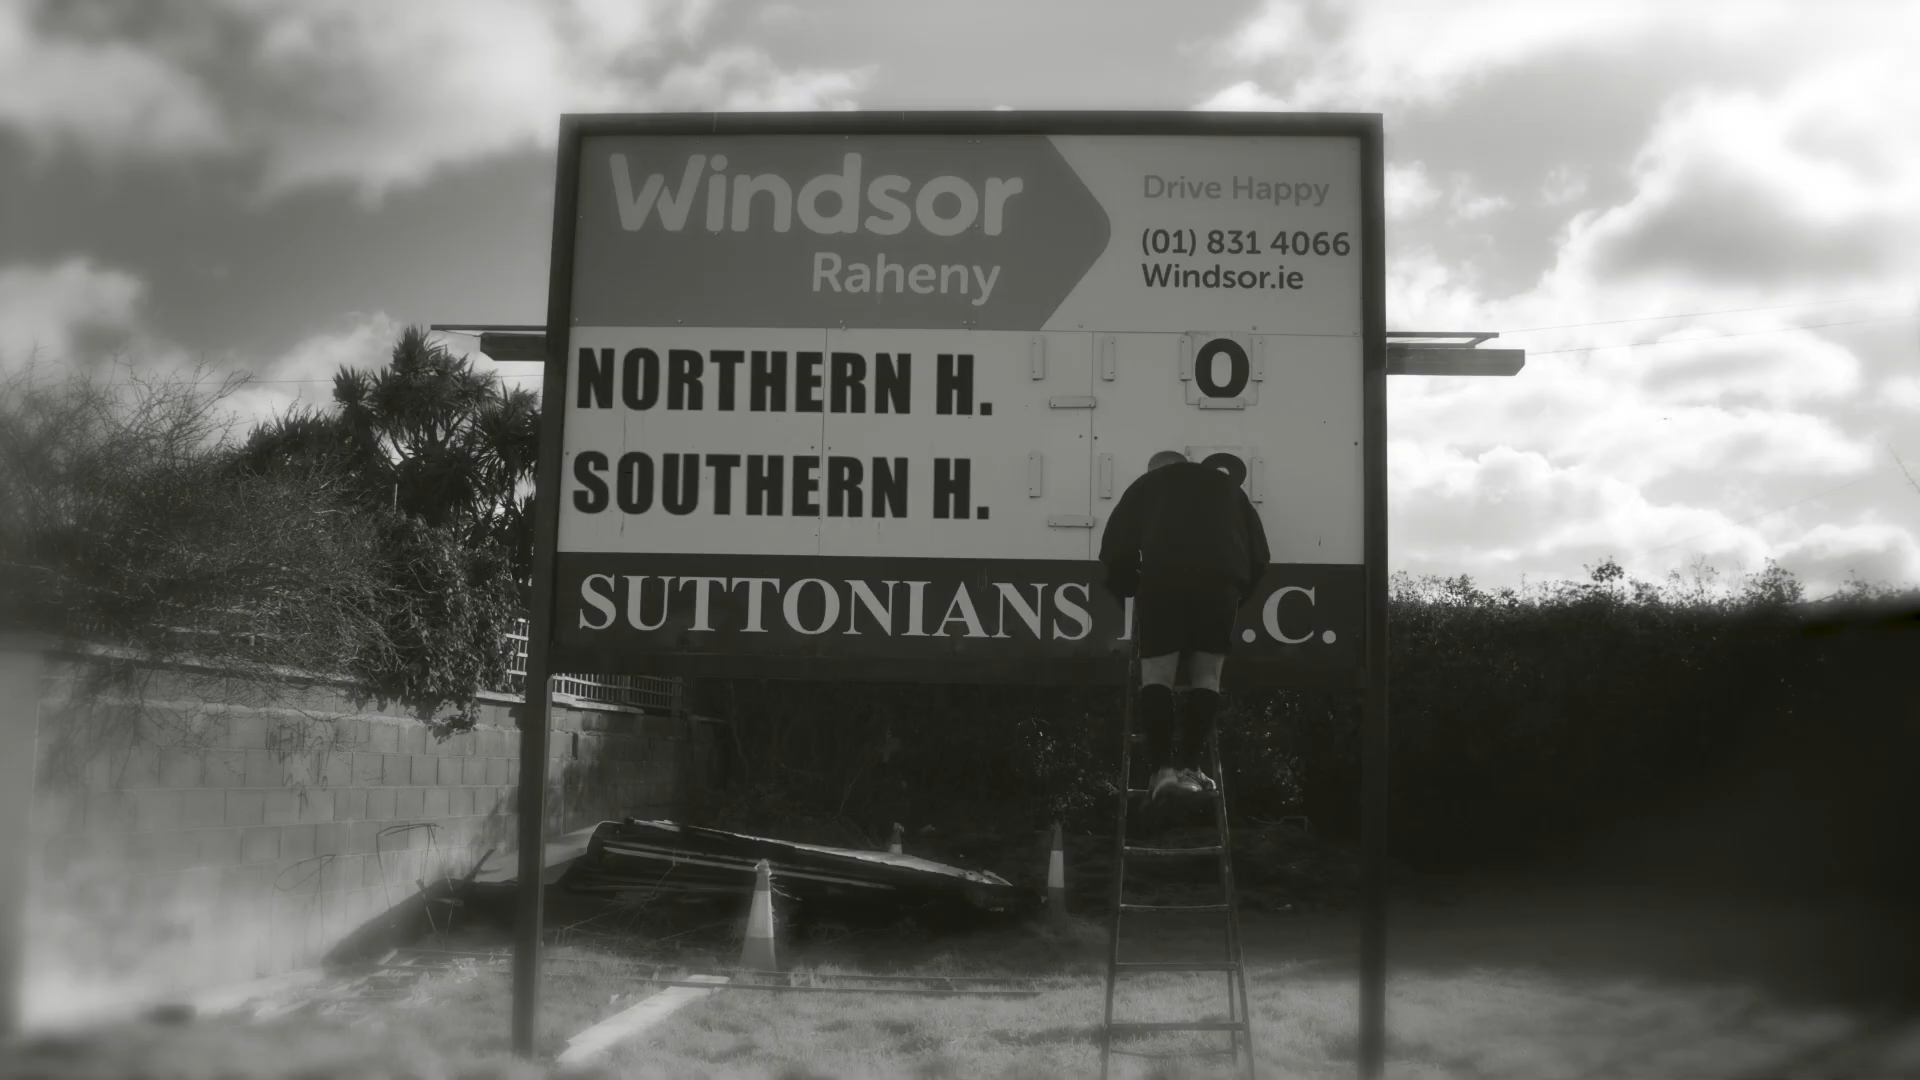 Windsor
Raheny
Drive Happy
(01) 831 4066
Windsor.ie
NORTHERN H. 0
SOUTHERN H.
SUTTONIANS .C.